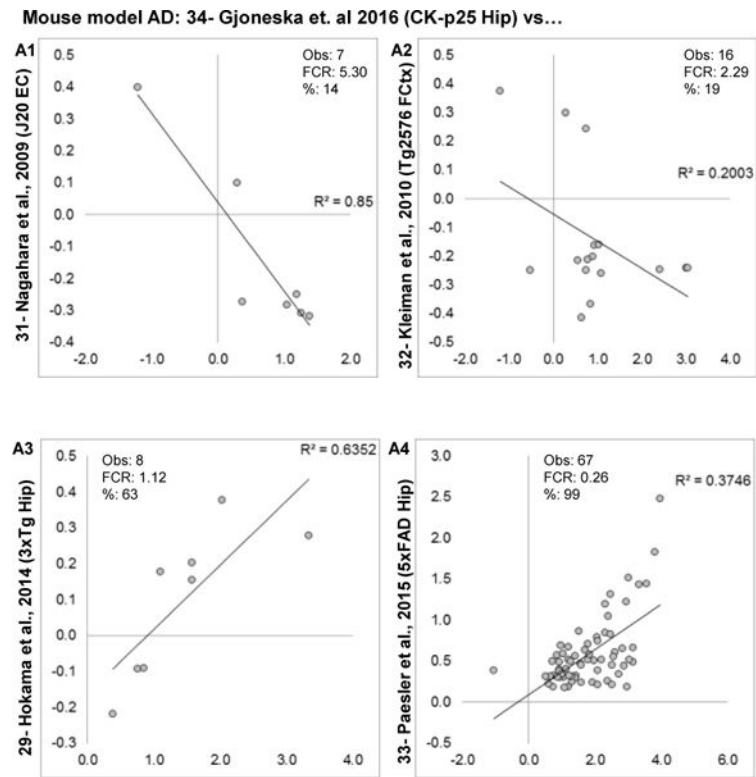 Mouse model AD: 34- Gjoneska et. al 2016 (CK-p25 Hip) vs…
A1
31- Nagahara et al., 2009 (J20 EC)
Obs: 7
FCR: 5.30
%: 14
R² = 0.85
0.5
0.4
0.3
0.2
0.1
0.0
-0.1
-0.2
-0.3
-0.4
-2.0 -1.0 0.0 1.0 2.0
A2
32- Kleiman et al., 2010 (Tg2576 FCtx)
Obs: 16
FCR: 2.29
%: 19
R² = 0.2003
0.5
0.4
0.3
0.2
0.1
0.0
-0.1
-0.2
-0.3
-0.4
-0.5
-2.0 -1.0 0.0 1.0 2.0 3.0 4.0
A3
29- Hokama et al., 2014 (3xTg Hip)
Obs: 8
FCR: 1.12
%: 63
R² = 0.6352
0.5
0.4
0.3
0.2
0.1
0.0
-0.1
-0.2
-0.3
0.0 1.0 2.0 3.0 4.0
A4
33- Paesler et al., 2015 (5xFAD Hip)
Obs: 67
FCR: 0.26
%: 99
R² = 0.3746
3.0
2.5
2.0
1.5
1.0
0.5
0.0
-0.5
-2.0 0.0 2.0 4.0 6.0